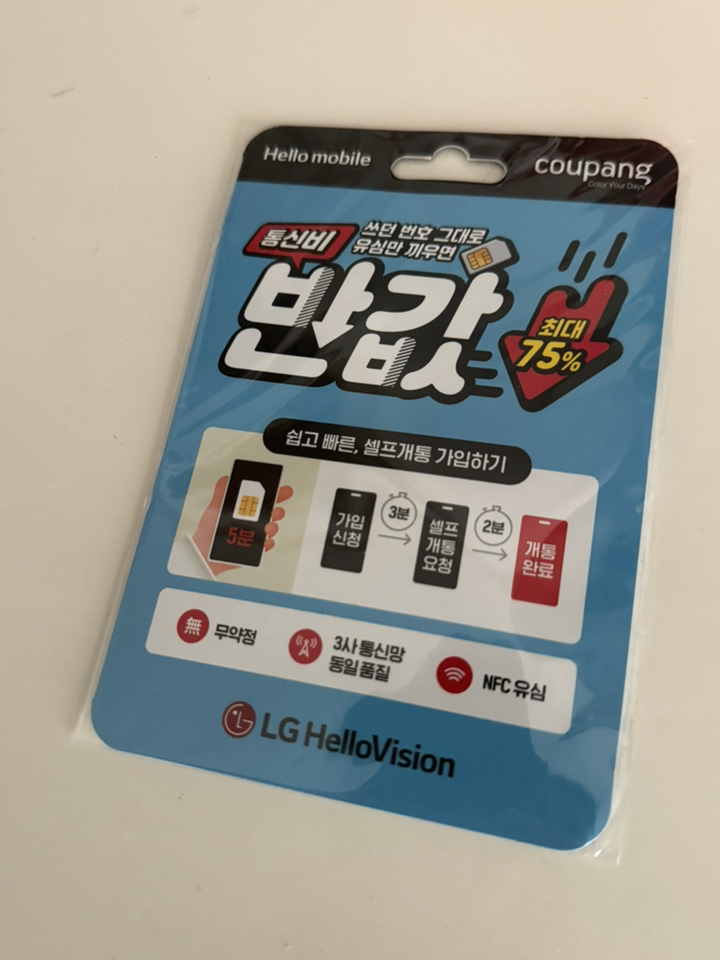 Hello mobile
coupang
Color Your Days
통신비
쓰던 번호 그대로
유심만 끼우면
반값
최대
75%
쉽고 빠른, 셀프개통 가입하기
5분
가입
신청
3분
셀프
개통
요청
2분
개통
완료
無 무약정
3사 통신망
동일 품질
NFC 유심
LG HelloVision